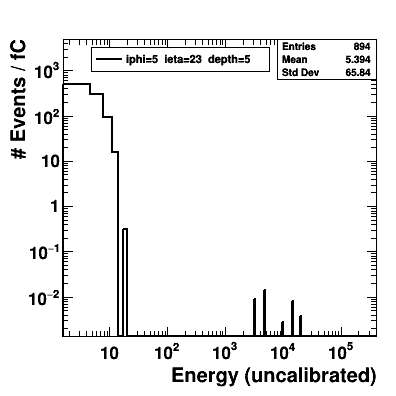 Entries 894
Mean 5.394
Std Dev 65.84
iphi=5 ieta=23 depth=5
# Events / fC
10³
10²
10
1
10⁻¹
10⁻²
10 10² 10³ 10⁴ 10⁵
Energy (uncalibrated)